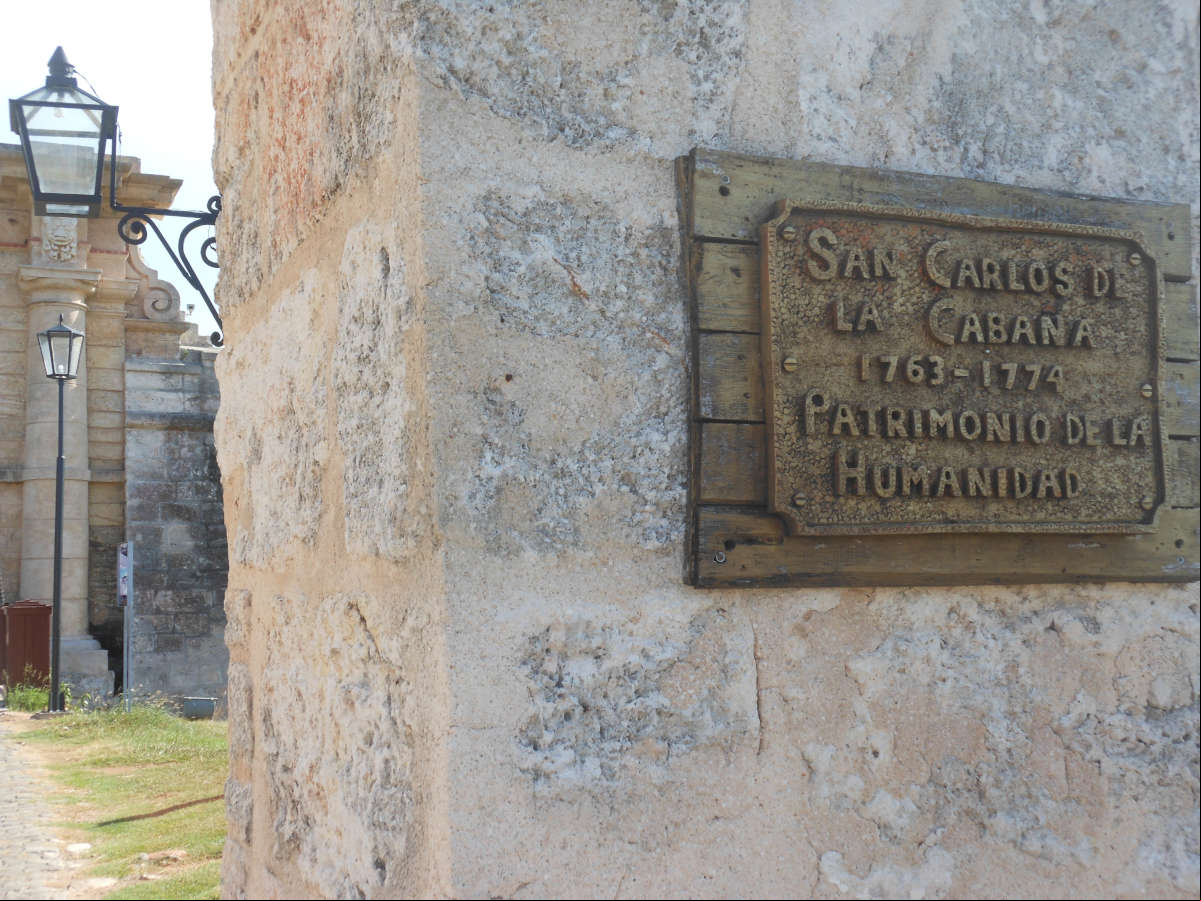 SAN CARLOS DE
LA CABAÑA
1763-1774
PATRIMONIO DE LA
HUMANIDAD